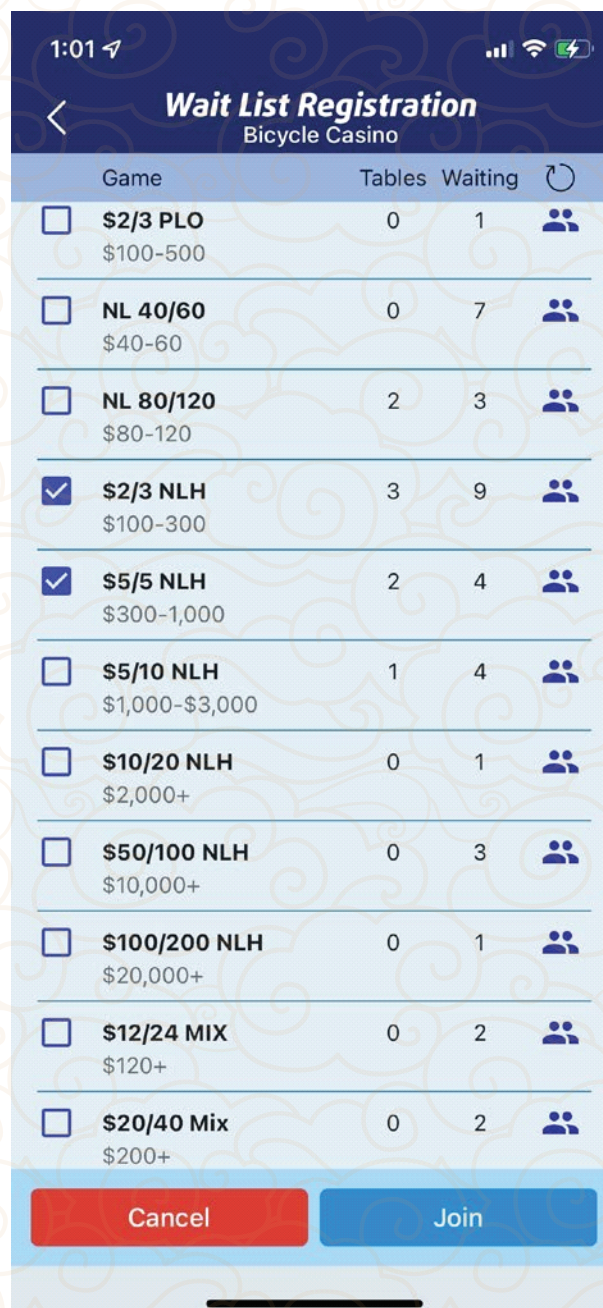 1:01
Wait List Registration
Bicycle Casino
Game Tables Waiting
$2/3 PLO 0 1
$100-500
NL 40/60 0 7
$40-60
NL 80/120 2 3
$80-120
$2/3 NLH 3 9
$100-300
$5/5 NLH 2 4
$300-1,000
$5/10 NLH 1 4
$1,000-$3,000
$10/20 NLH 0 1
$2,000+
$50/100 NLH 0 3
$10,000+
$100/200 NLH 0 1
$20,000+
$12/24 MIX 0 2
$120+
$20/40 Mix 0 2
$200+
Cancel Join